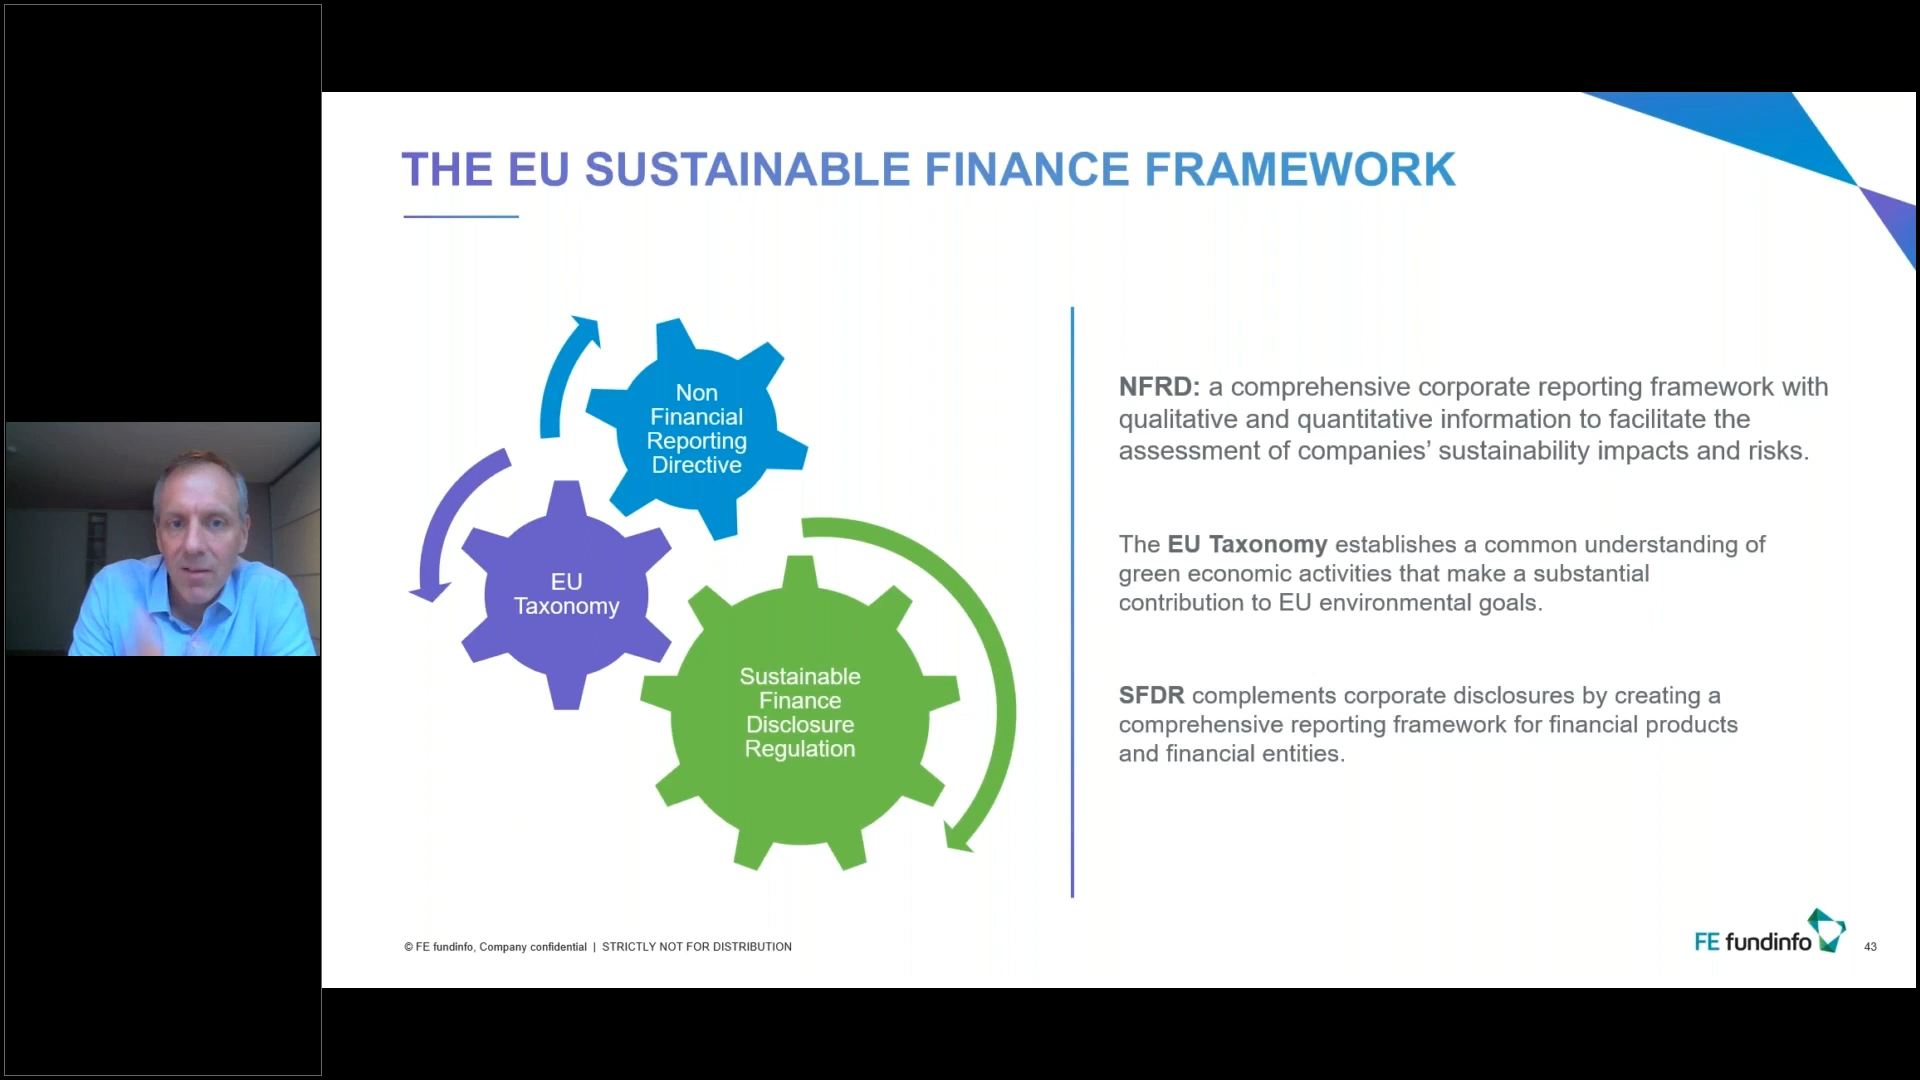 THE EU SUSTAINABLE FINANCE FRAMEWORK
Non
Financial
Reporting
Directive
EU
Taxonomy
Sustainable
Finance
Disclosure
Regulation
NFRD: a comprehensive corporate reporting framework with
qualitative and quantitative information to facilitate the
assessment of companies’ sustainability impacts and risks.
The EU Taxonomy establishes a common understanding of
green economic activities that make a substantial
contribution to EU environmental goals.
SFDR complements corporate disclosures by creating a
comprehensive reporting framework for financial products
and financial entities.
© FE fundinfo, Company confidential | STRICTLY NOT FOR DISTRIBUTION
FE fundinfo
43